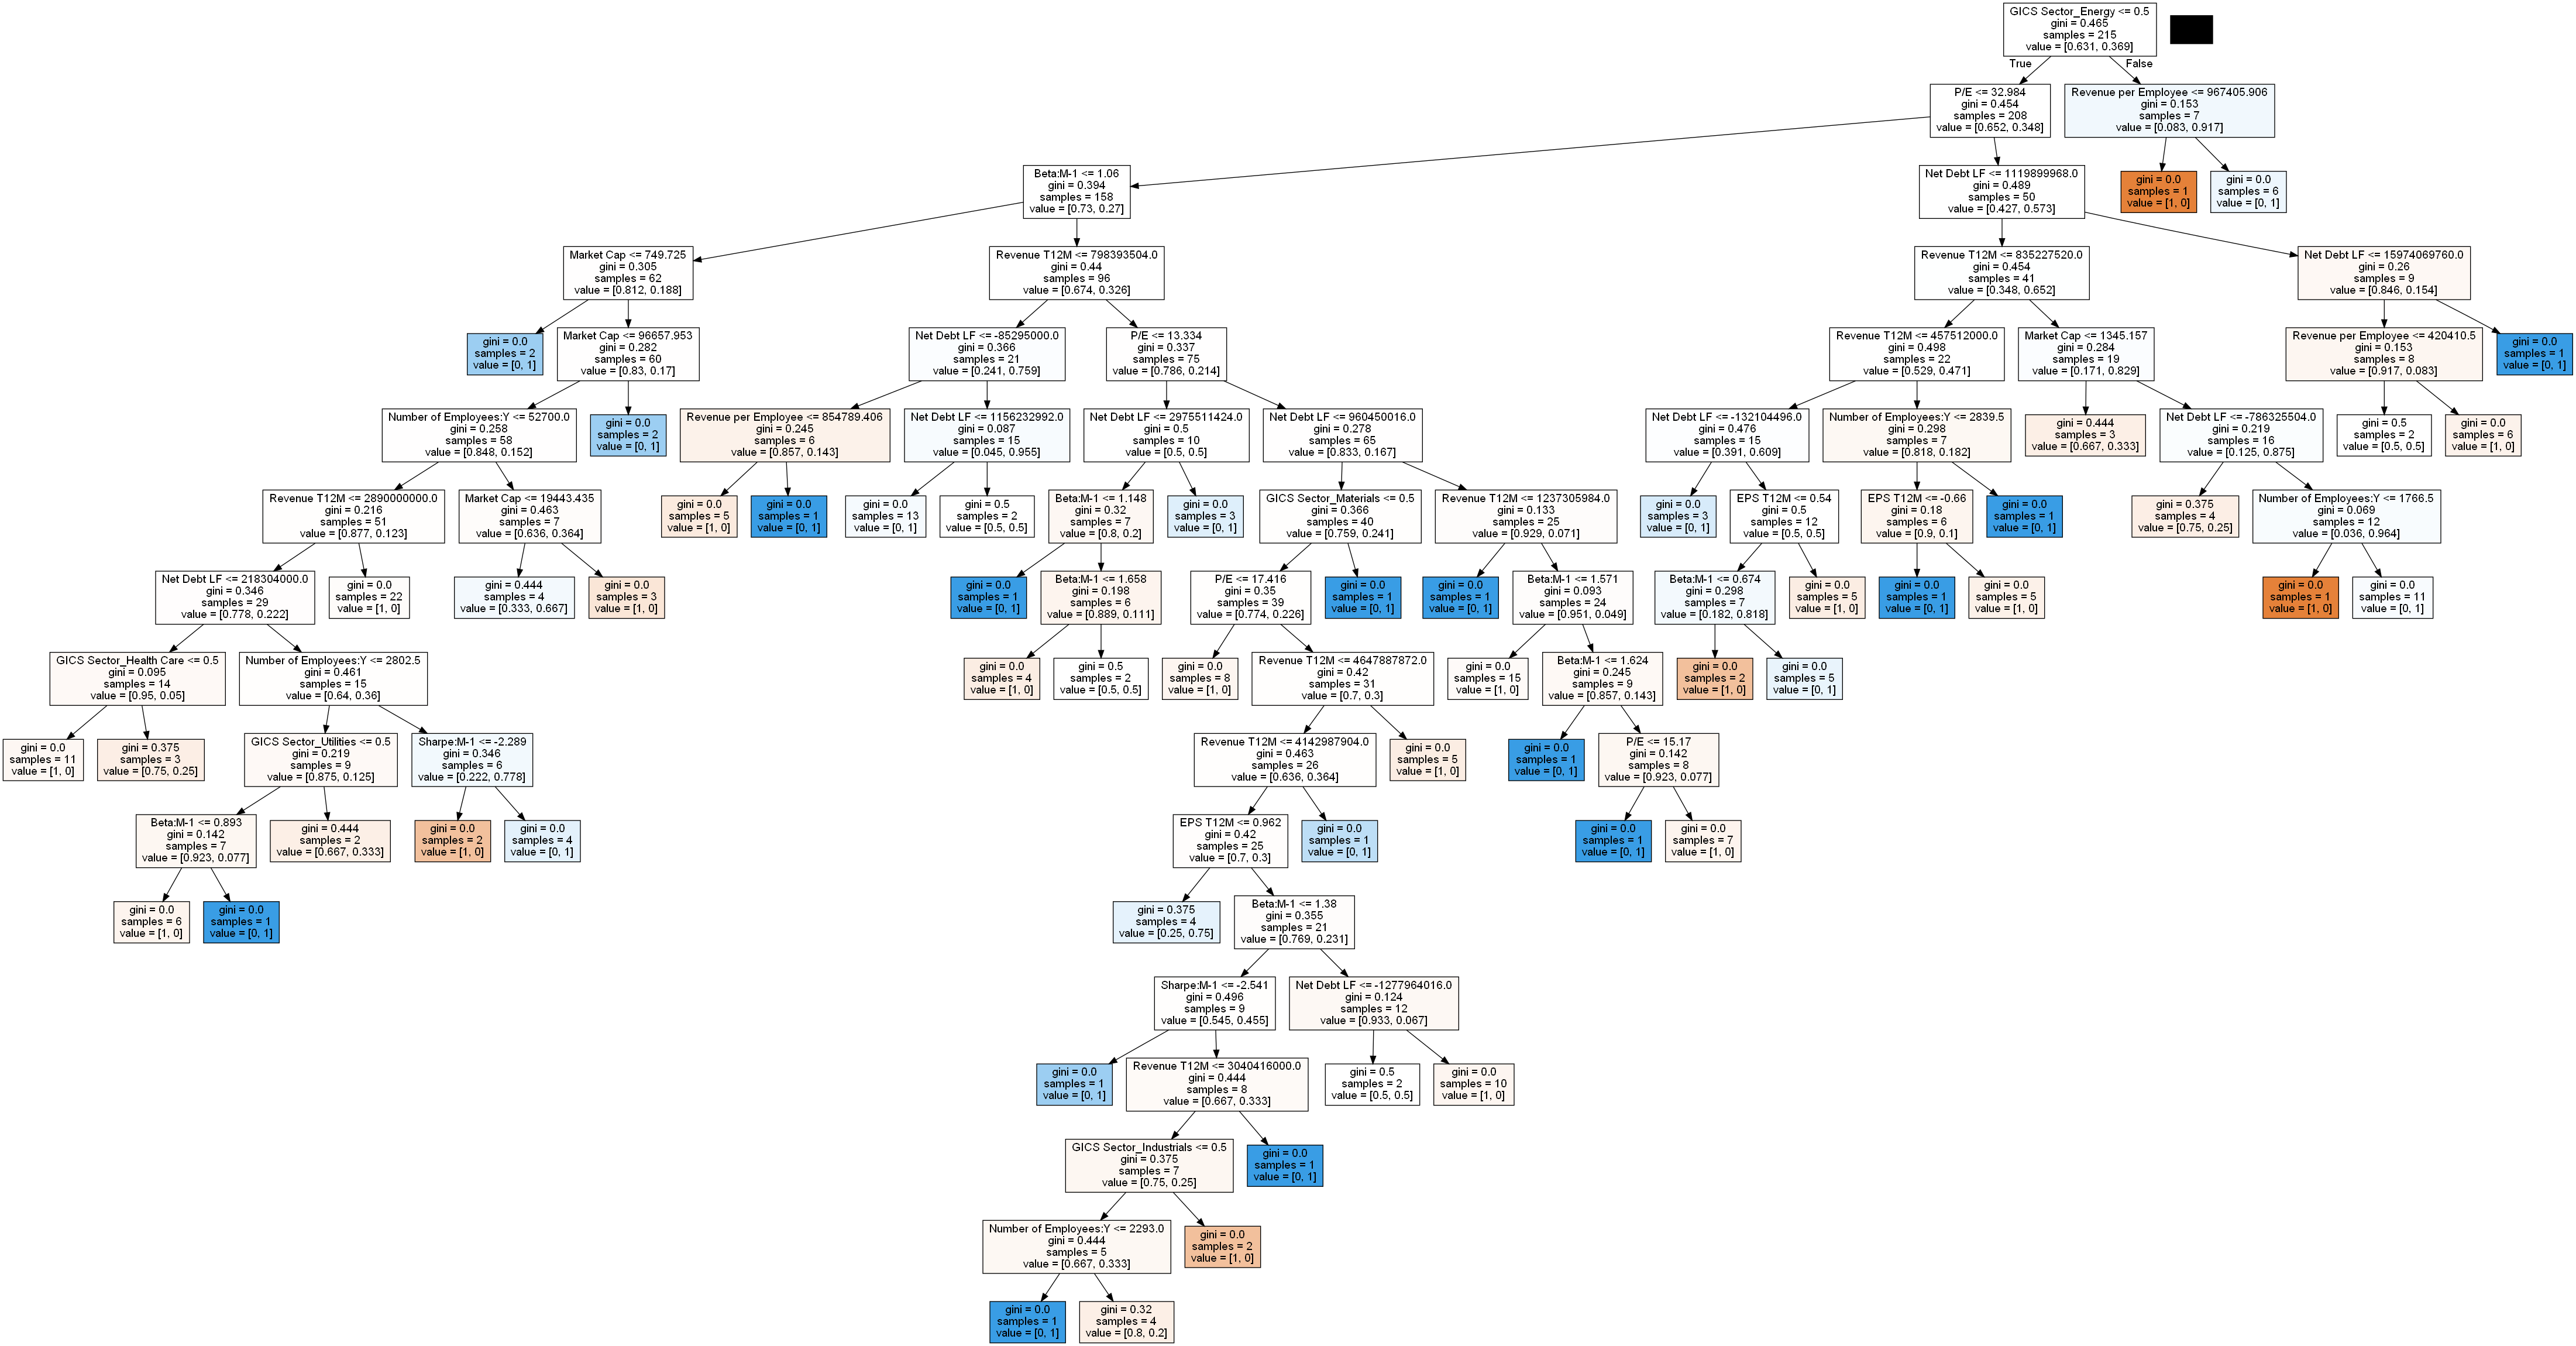 GICS Sector_Energy <= 0.5
gini = 0.465
samples = 215
value = [0.631, 0.369]
True
False
P/E <= 32.984
gini = 0.454
samples = 208
value = [0.652, 0.348]
Revenue per Employee <= 967405.906
gini = 0.153
samples = 7
value = [0.083, 0.917]
Beta:M-1 <= 1.06
gini = 0.394
samples = 158
value = [0.73, 0.27]
Net Debt LF <= 1119899968.0
gini = 0.489
samples = 50
value = [0.427, 0.573]
gini = 0.0
samples = 1
value = [1, 0]
gini = 0.0
samples = 6
value = [0, 1]
Market Cap <= 749.725
gini = 0.305
samples = 62
value = [0.812, 0.188]
Revenue T12M <= 798393504.0
gini = 0.44
samples = 96
value = [0.674, 0.326]
Revenue T12M <= 835227520.0
gini = 0.454
samples = 41
value = [0.348, 0.652]
Net Debt LF <= 15974069760.0
gini = 0.26
samples = 9
value = [0.846, 0.154]
gini = 0.0
samples = 2
value = [0, 1]
Market Cap <= 96657.953
gini = 0.282
samples = 60
value = [0.83, 0.17]
Net Debt LF <= -85295000.0
gini = 0.366
samples = 21
value = [0.241, 0.759]
P/E <= 13.334
gini = 0.337
samples = 75
value = [0.786, 0.214]
Revenue T12M <= 457512000.0
gini = 0.498
samples = 22
value = [0.529, 0.471]
Market Cap <= 1345.157
gini = 0.284
samples = 19
value = [0.171, 0.829]
Revenue per Employee <= 420410.5
gini = 0.153
samples = 8
value = [0.917, 0.083]
gini = 0.0
samples = 1
value = [0, 1]
Number of Employees:Y <= 52700.0
gini = 0.258
samples = 58
value = [0.848, 0.152]
gini = 0.0
samples = 2
value = [0, 1]
Revenue per Employee <= 854789.406
gini = 0.245
samples = 6
value = [0.857, 0.143]
Net Debt LF <= 1156232992.0
gini = 0.087
samples = 15
value = [0.045, 0.955]
Net Debt LF <= 2975511424.0
gini = 0.5
samples = 10
value = [0.5, 0.5]
Net Debt LF <= 960450016.0
gini = 0.278
samples = 65
value = [0.833, 0.167]
Net Debt LF <= -132104496.0
gini = 0.476
samples = 15
value = [0.391, 0.609]
Number of Employees:Y <= 2839.5
gini = 0.298
samples = 7
value = [0.818, 0.182]
gini = 0.444
samples = 3
value = [0.667, 0.333]
Net Debt LF <= -786325504.0
gini = 0.219
samples = 16
value = [0.125, 0.875]
gini = 0.5
samples = 2
value = [0.5, 0.5]
gini = 0.0
samples = 6
value = [1, 0]
Revenue T12M <= 2890000000.0
gini = 0.216
samples = 51
value = [0.877, 0.123]
Market Cap <= 19443.435
gini = 0.463
samples = 7
value = [0.636, 0.364]
gini = 0.0
samples = 5
value = [1, 0]
gini = 0.0
samples = 1
value = [0, 1]
gini = 0.0
samples = 13
value = [0, 1]
gini = 0.5
samples = 2
value = [0.5, 0.5]
Beta:M-1 <= 1.148
gini = 0.32
samples = 7
value = [0.8, 0.2]
gini = 0.0
samples = 3
value = [0, 1]
GICS Sector_Materials <= 0.5
gini = 0.366
samples = 40
value = [0.759, 0.241]
Revenue T12M <= 1237305984.0
gini = 0.133
samples = 25
value = [0.929, 0.071]
gini = 0.0
samples = 3
value = [0, 1]
EPS T12M <= 0.54
gini = 0.5
samples = 12
value = [0.5, 0.5]
EPS T12M <= -0.66
gini = 0.18
samples = 6
value = [0.9, 0.1]
gini = 0.0
samples = 1
value = [0, 1]
gini = 0.375
samples = 4
value = [0.75, 0.25]
Number of Employees:Y <= 1766.5
gini = 0.069
samples = 12
value = [0.036, 0.964]
Net Debt LF <= 218304000.0
gini = 0.346
samples = 29
value = [0.778, 0.222]
gini = 0.0
samples = 22
value = [1, 0]
gini = 0.444
samples = 4
value = [0.333, 0.667]
gini = 0.0
samples = 3
value = [1, 0]
gini = 0.0
samples = 1
value = [0, 1]
Beta:M-1 <= 1.658
gini = 0.198
samples = 6
value = [0.889, 0.111]
P/E <= 17.416
gini = 0.35
samples = 39
value = [0.774, 0.226]
gini = 0.0
samples = 1
value = [0, 1]
gini = 0.0
samples = 1
value = [0, 1]
Beta:M-1 <= 1.571
gini = 0.093
samples = 24
value = [0.951, 0.049]
Beta:M-1 <= 0.674
gini = 0.298
samples = 7
value = [0.182, 0.818]
gini = 0.0
samples = 5
value = [1, 0]
gini = 0.0
samples = 1
value = [0, 1]
gini = 0.0
samples = 5
value = [1, 0]
gini = 0.0
samples = 1
value = [1, 0]
gini = 0.0
samples = 11
value = [0, 1]
GICS Sector_Health Care <= 0.5
gini = 0.095
samples = 14
value = [0.95, 0.05]
Number of Employees:Y <= 2802.5
gini = 0.461
samples = 15
value = [0.64, 0.36]
gini = 0.0
samples = 4
value = [1, 0]
gini = 0.5
samples = 2
value = [0.5, 0.5]
gini = 0.0
samples = 8
value = [1, 0]
Revenue T12M <= 4647887872.0
gini = 0.42
samples = 31
value = [0.7, 0.3]
gini = 0.0
samples = 15
value = [1, 0]
Beta:M-1 <= 1.624
gini = 0.245
samples = 9
value = [0.857, 0.143]
gini = 0.0
samples = 2
value = [1, 0]
gini = 0.0
samples = 5
value = [0, 1]
gini = 0.0
samples = 11
value = [1, 0]
gini = 0.375
samples = 3
value = [0.75, 0.25]
GICS Sector_Utilities <= 0.5
gini = 0.219
samples = 9
value = [0.875, 0.125]
Sharpe:M-1 <= -2.289
gini = 0.346
samples = 6
value = [0.222, 0.778]
Revenue T12M <= 4142987904.0
gini = 0.463
samples = 26
value = [0.636, 0.364]
gini = 0.0
samples = 5
value = [1, 0]
gini = 0.0
samples = 1
value = [0, 1]
P/E <= 15.17
gini = 0.142
samples = 8
value = [0.923, 0.077]
Beta:M-1 <= 0.893
gini = 0.142
samples = 7
value = [0.923, 0.077]
gini = 0.444
samples = 2
value = [0.667, 0.333]
gini = 0.0
samples = 2
value = [1, 0]
gini = 0.0
samples = 4
value = [0, 1]
EPS T12M <= 0.962
gini = 0.42
samples = 25
value = [0.7, 0.3]
gini = 0.0
samples = 1
value = [0, 1]
gini = 0.0
samples = 1
value = [0, 1]
gini = 0.0
samples = 7
value = [1, 0]
gini = 0.0
samples = 6
value = [1, 0]
gini = 0.0
samples = 1
value = [0, 1]
gini = 0.375
samples = 4
value = [0.25, 0.75]
Beta:M-1 <= 1.38
gini = 0.355
samples = 21
value = [0.769, 0.231]
Sharpe:M-1 <= -2.541
gini = 0.496
samples = 9
value = [0.545, 0.455]
Net Debt LF <= -1277964016.0
gini = 0.124
samples = 12
value = [0.933, 0.067]
gini = 0.0
samples = 1
value = [0, 1]
Revenue T12M <= 3040416000.0
gini = 0.444
samples = 8
value = [0.667, 0.333]
gini = 0.5
samples = 2
value = [0.5, 0.5]
gini = 0.0
samples = 10
value = [1, 0]
GICS Sector_Industrials <= 0.5
gini = 0.375
samples = 7
value = [0.75, 0.25]
gini = 0.0
samples = 1
value = [0, 1]
Number of Employees:Y <= 2293.0
gini = 0.444
samples = 5
value = [0.667, 0.333]
gini = 0.0
samples = 2
value = [1, 0]
gini = 0.0
samples = 1
value = [0, 1]
gini = 0.32
samples = 4
value = [0.8, 0.2]